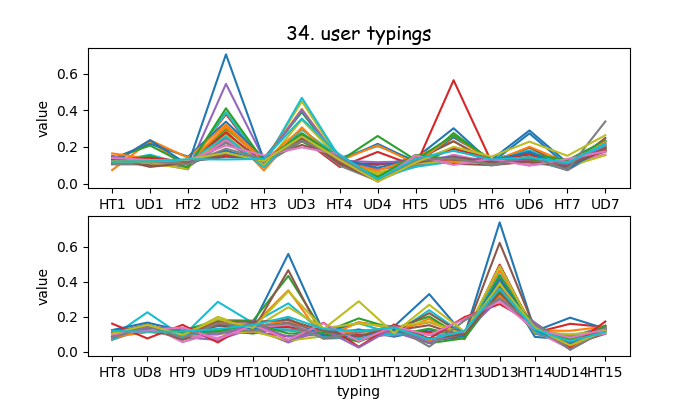 34. user typings
value
0.6
0.4
0.2
0.0
HT1 UD1 HT2 UD2 HT3 UD3 HT4 UD4 HT5 UD5 HT6 UD6 HT7 UD7
value
0.6
0.4
0.2
0.0
HT8 UD8 HT9 UD9 HT10 UD10 HT11 UD11 HT12 UD12 HT13 UD13 HT14 UD14 HT15
typing